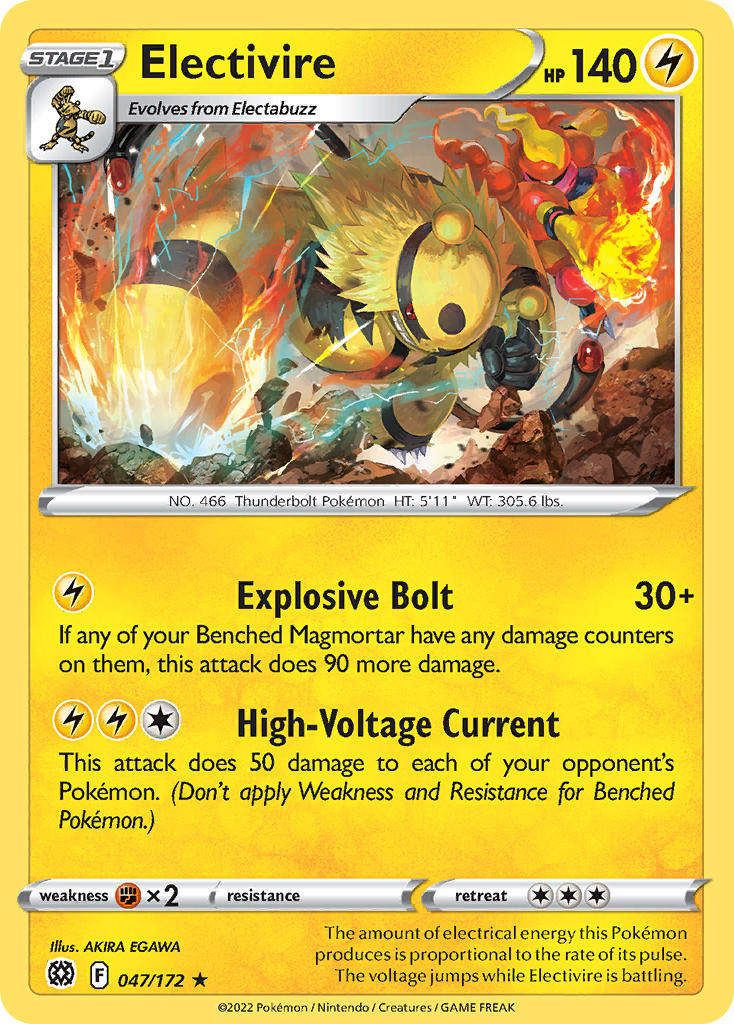 STAGE 1
Electivire
HP 140
Evolves from Electabuzz
NO. 466 Thunderbolt Pokémon HT: 5'11" WT: 305.6 lbs.
Explosive Bolt 30+
If any of your Benched Magmortar have any damage counters
on them, this attack does 90 more damage.
High-Voltage Current
This attack does 50 damage to each of your opponent's
Pokémon. (Don't apply Weakness and Resistance for Benched
Pokémon.)
weakness ×2 resistance retreat
Illus. AKIRA EGAWA
F 047/172 ★
The amount of electrical energy this Pokémon
produces is proportional to the rate of its pulse.
The voltage jumps while Electivire is battling.
©2022 Pokémon / Nintendo / Creatures / GAME FREAK